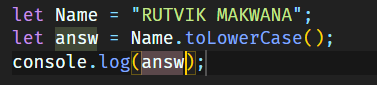 let Name = "RUTVIK MAKWANA";
let answ = Name.toLowerCase();
console.log(answ);